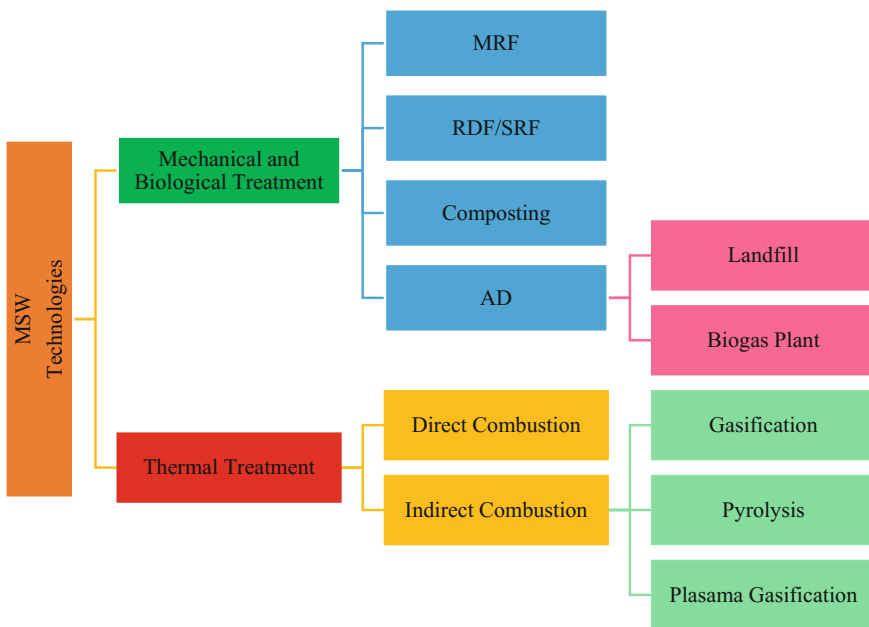 MSW
Technologies
Mechanical and
Biological Treatment
MRF
RDF/SRF
Composting
AD
Landfill
Biogas Plant
Thermal Treatment
Direct Combustion
Indirect Combustion
Gasification
Pyrolysis
Plasama Gasification